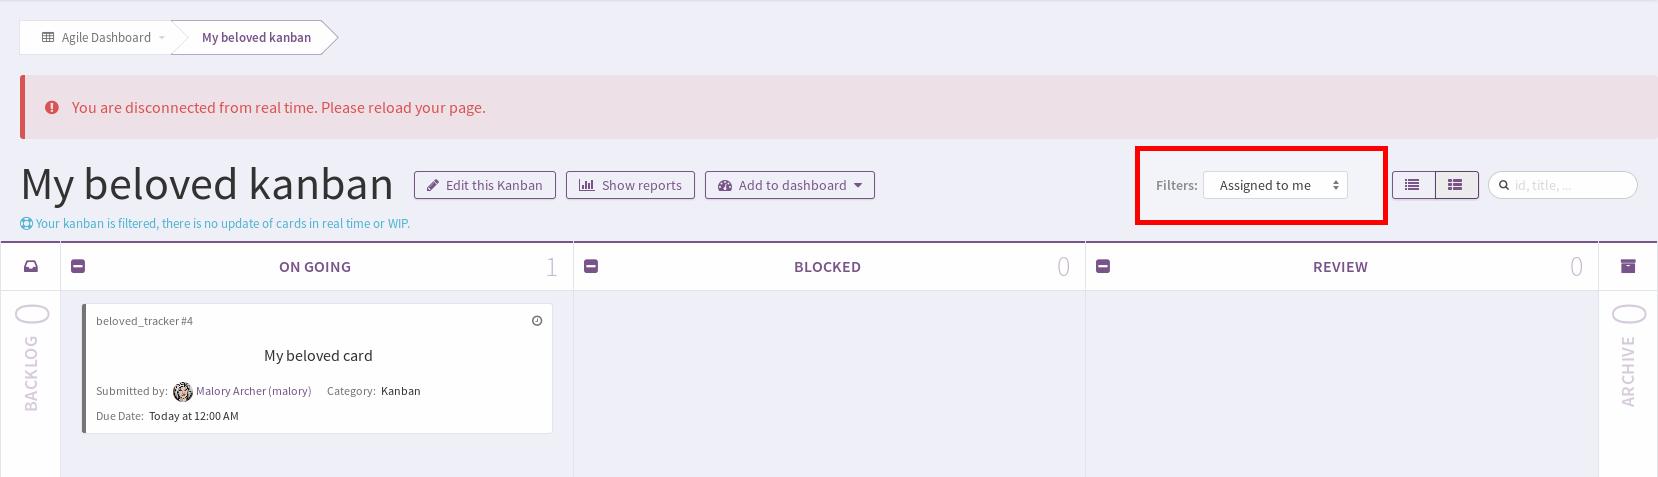 Agile Dashboard
My beloved kanban
You are disconnected from real time. Please reload your page.
My beloved kanban
Edit this Kanban
Show reports
Add to dashboard
Filters: Assigned to me
id, title, ...
Your kanban is filtered, there is no update of cards in real time or WIP.
ON GOING 1
BLOCKED 0
REVIEW 0
0 BACKLOG
beloved_tracker #4
My beloved card
Submitted by: Malory Archer (malory) Category: Kanban
Due Date: Today at 12:00 AM
0 ARCHIVE